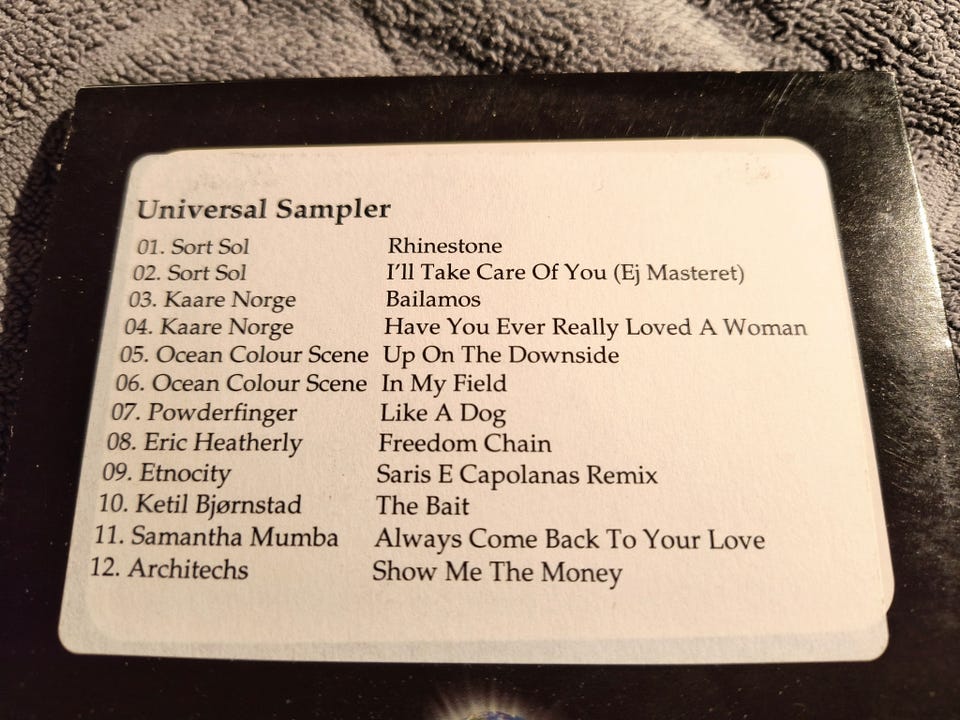 Universal Sampler
01. Sort Sol Rhinestone
02. Sort Sol I'll Take Care Of You (Ej Masteret)
03. Kaare Norge Bailamos
04. Kaare Norge Have You Ever Really Loved A Woman
05. Ocean Colour Scene Up On The Downside
06. Ocean Colour Scene In My Field
07. Powderfinger Like A Dog
08. Eric Heatherly Freedom Chain
09. Etnocity Saris E Capolanas Remix
10. Ketil Bjørnstad The Bait
11. Samantha Mumba Always Come Back To Your Love
12. Architechs Show Me The Money